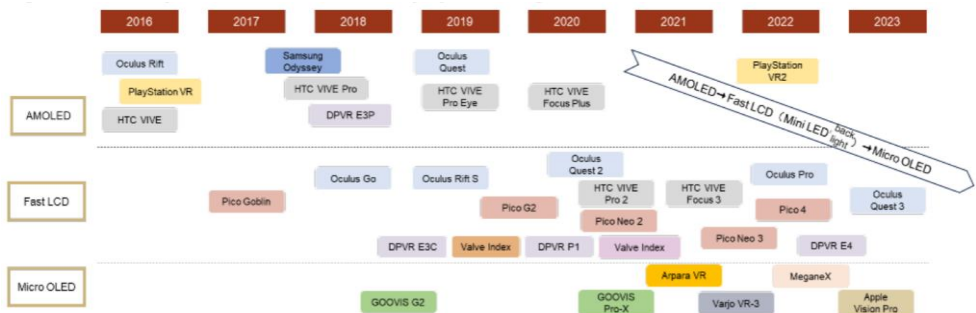 2016 2017 2018 2019 2020 2021 2022 2023
AMOLED
Oculus Rift
PlayStation VR
HTC VIVE
Samsung
Odyssey
HTC VIVE Pro
DPVR E3P
Oculus
Quest
HTC VIVE
Pro Eye
HTC VIVE
Focus Plus
PlayStation
VR2
AMOLED→Fast LCD（Mini LED back light）→Micro OLED
Fast LCD
Pico Goblin
Oculus Go
DPVR E3C
Oculus Rift S
Pico G2
Valve Index
Oculus
Quest 2
HTC VIVE
Pro 2
Pico Neo 2
DPVR P1
Valve Index
HTC VIVE
Focus 3
Pico Neo 3
Oculus Pro
Pico 4
DPVR E4
Oculus
Quest 3
Micro OLED
GOOVIS G2
GOOVIS
Pro-X
Arpara VR
Varjo VR-3
MeganeX
Apple
Vision Pro